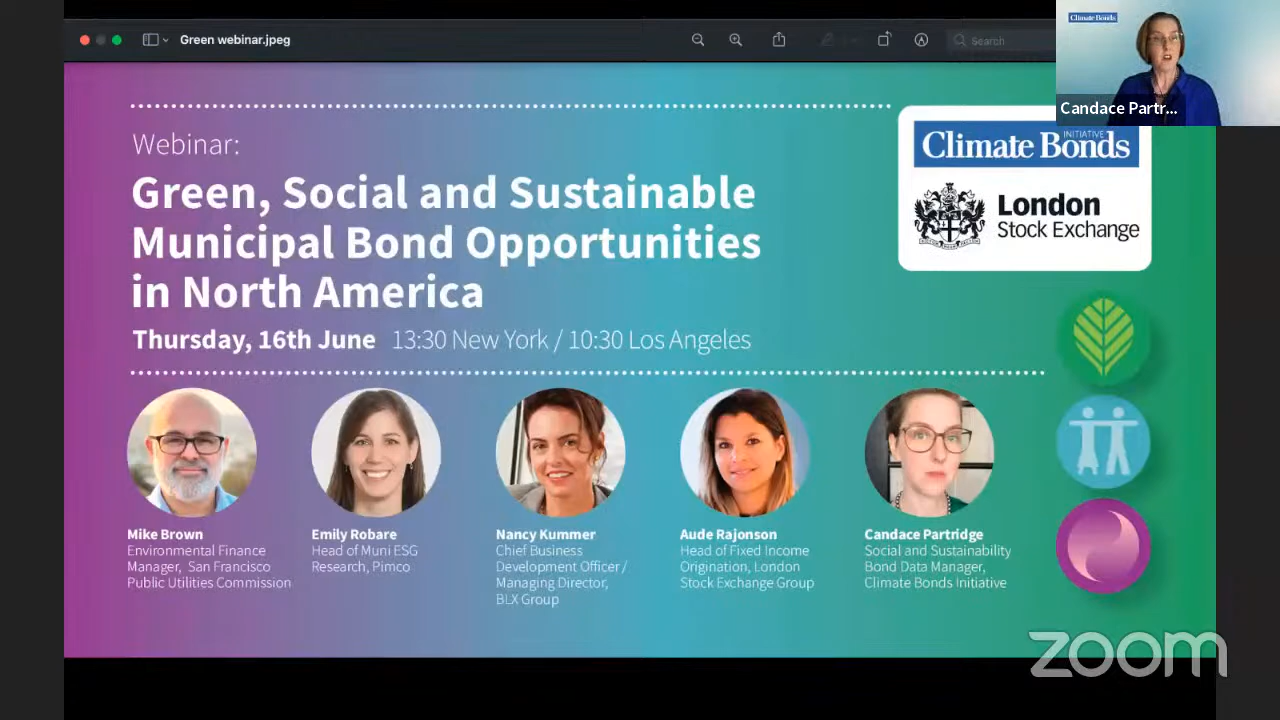 Green webinar.jpeg
Search
Climate Bonds
Candace Partr...
Webinar:
Green, Social and Sustainable
Municipal Bond Opportunities
in North America
Thursday, 16th June 13:30 New York / 10:30 Los Angeles
Climate Bonds
INITIATIVE
London
Stock Exchange
Mike Brown
Environmental Finance
Manager, San Francisco
Public Utilities Commission
Emily Robare
Head of Muni ESG
Research, Pimco
Nancy Kummer
Chief Business
Development Officer /
Managing Director,
BLX Group
Aude Rajonson
Head of Fixed Income
Origination, London
Stock Exchange Group
Candace Partridge
Social and Sustainability
Bond Data Manager,
Climate Bonds Initiative
zoom